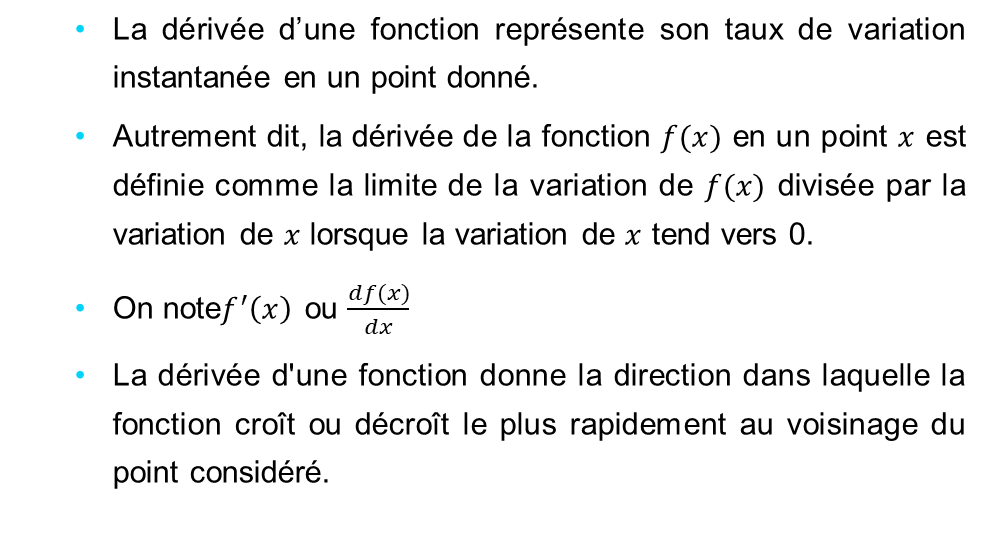 • La dérivée d’une fonction représente son taux de variation
instantanée en un point donné.
• Autrement dit, la dérivée de la fonction f(x) en un point x est
définie comme la limite de la variation de f(x) divisée par la
variation de x lorsque la variation de x tend vers 0.
• On notef′(x) ou df(x)/dx
• La dérivée d'une fonction donne la direction dans laquelle la
fonction croît ou décroît le plus rapidement au voisinage du
point considéré.